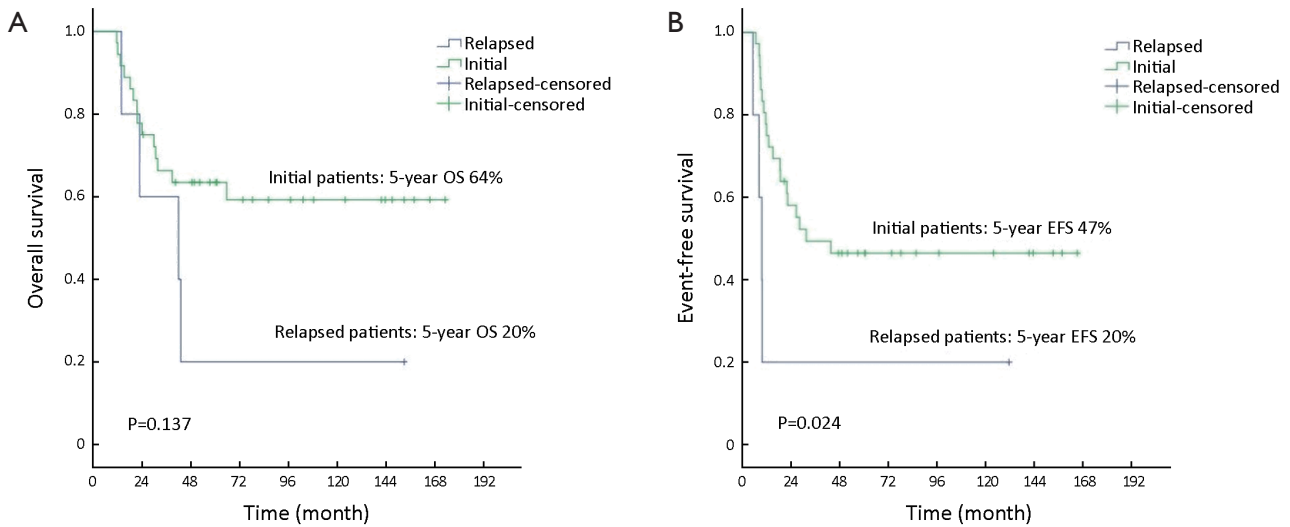 A
Overall survival
1.0
0.8
0.6
0.4
0.2
0
Relapsed
Initial
Relapsed-censored
Initial-censored
Initial patients: 5-year OS 64%
Relapsed patients: 5-year OS 20%
P=0.137
0 24 48 72 96 120 144 168 192
Time (month)
B
Event-free survival
1.0
0.8
0.6
0.4
0.2
0
Relapsed
Initial
Relapsed-censored
Initial-censored
Initial patients: 5-year EFS 47%
Relapsed patients: 5-year EFS 20%
P=0.024
0 24 48 72 96 120 144 168 192
Time (month)